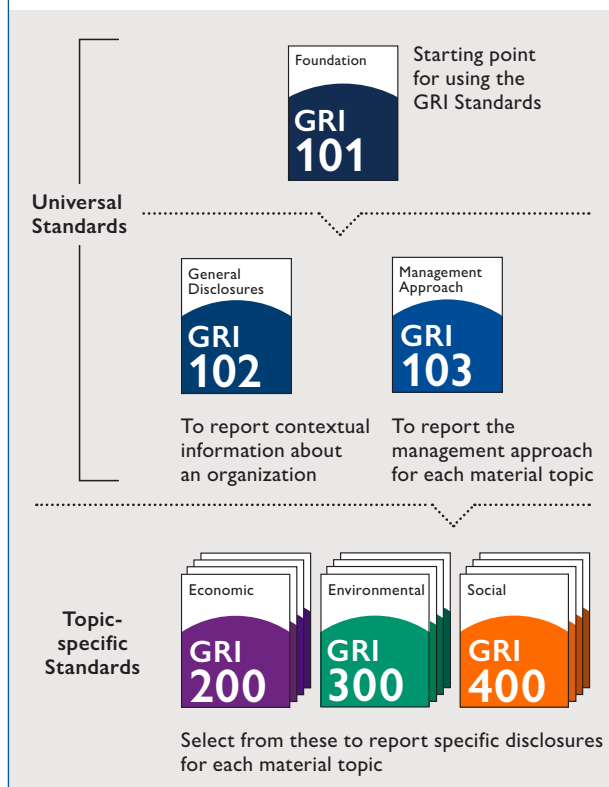 Foundation
GRI
101
Starting point
for using the
GRI Standards
Universal
Standards
General
Disclosures
GRI
102
Management
Approach
GRI
103
To report contextual
information about
an organization
To report the
management approach
for each material topic
Topic-
specific
Standards
Economic
GRI
200
Environmental
GRI
300
Social
GRI
400
Select from these to report specific disclosures
for each material topic